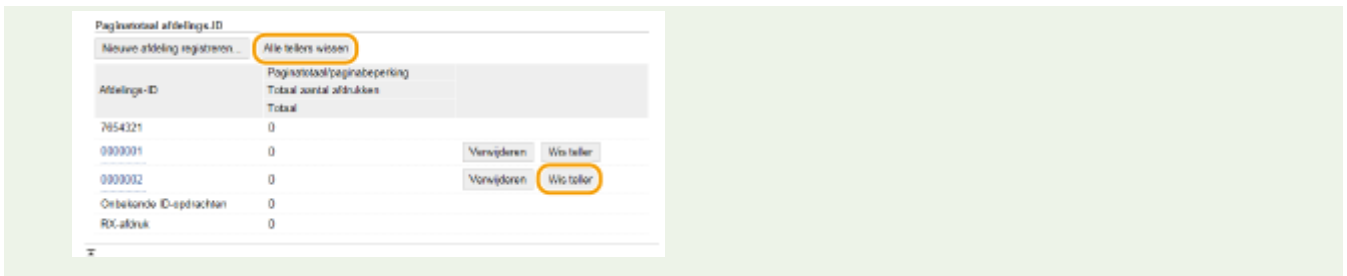 Paginatotaal afdelings-ID
Nieuwe afdeling registreren... Alle tellers wissen
Paginatotaal/paginabeperking
Afdelings-ID Totaal aantal afdrukken
Totaal
7654321 0
0000001 0 Verwijderen Wis teller
0000002 0 Verwijderen Wis teller
Onbekende ID-opdrachten 0
RX-afdruk 0